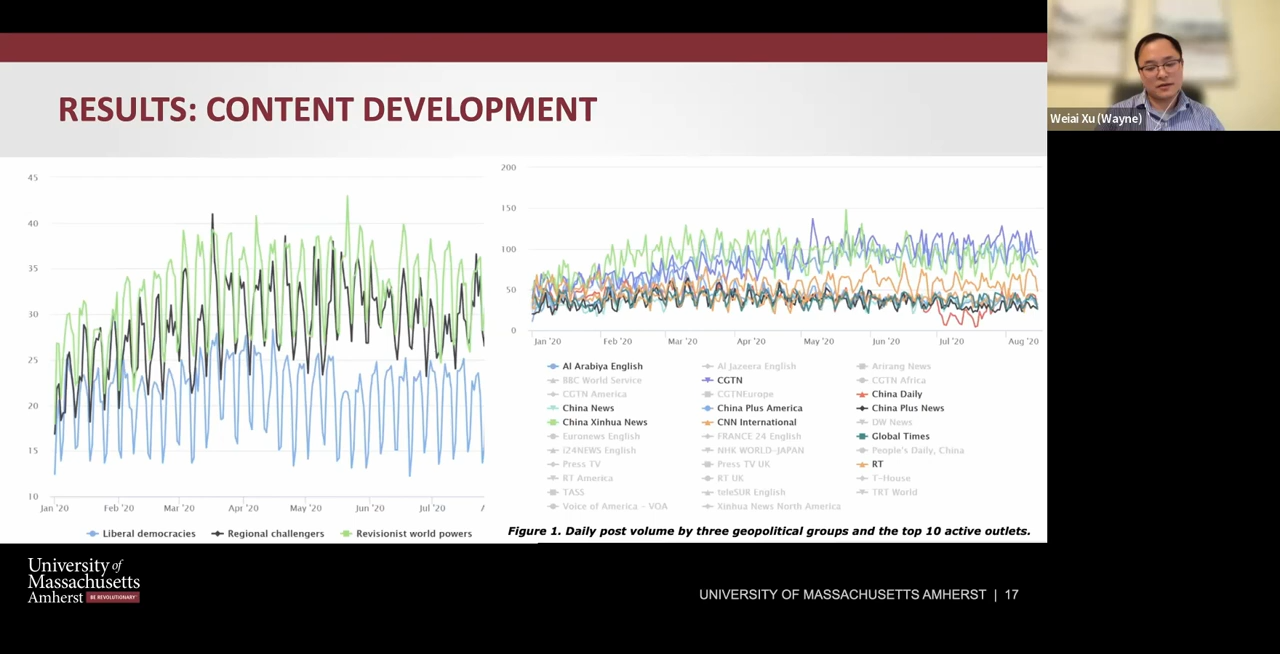 RESULTS: CONTENT DEVELOPMENT
Weiai Xu (Wayne)
45
40
35
30
25
20
15
10
Jan '20 Feb '20 Mar '20 Apr '20 May '20 Jun '20 Jul '20 A
Liberal democracies Regional challengers Revisionist world powers
200
150
100
50
0
Jan '20 Feb '20 Mar '20 Apr '20 May '20 Jun '20 Jul '20 Aug '20
Al Arabiya English Al Jazeera English Arirang News
BBC World Service CGTN CGTN Africa
CGTN America CGTNEurope China Daily
China News China Plus America China Plus News
China Xinhua News CNN International DW News
Euronews English FRANCE 24 English Global Times
i24NEWS English NHK WORLD-JAPAN People's Daily, China
Press TV Press TV UK RT
RT America RT UK T-House
TASS teleSUR English TRT World
Voice of America - VOA Xinhua News North America
Figure 1. Daily post volume by three geopolitical groups and the top 10 active outlets.
University of
Massachusetts
Amherst BE REVOLUTIONARY
UNIVERSITY OF MASSACHUSETTS AMHERST | 17